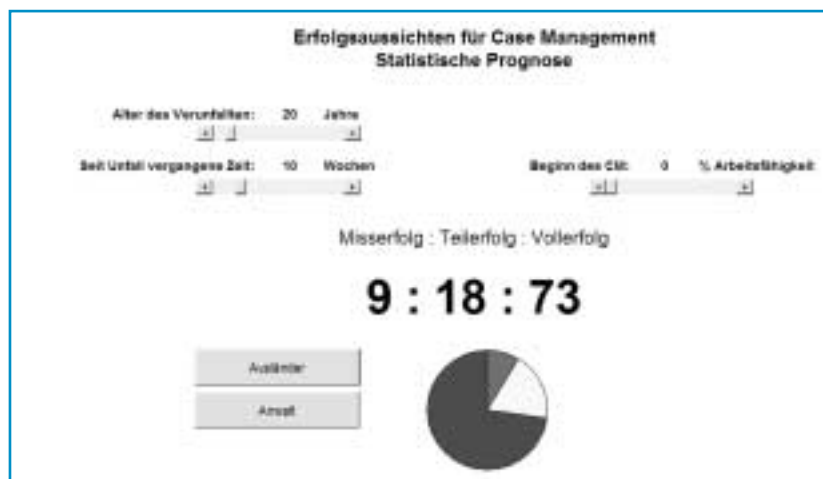 Erfolgsaussichten für Case Management
Statistische Prognose
Alter des Verunfallten: 20 Jahre
Seit Unfall vergangene Zeit: 10 Wochen
Beginn des CM: 0 % Arbeitsfähigkeit
Misserfolg : Teilerfolg : Vollerfolg
9 : 18 : 73
Ausländer
Anwalt